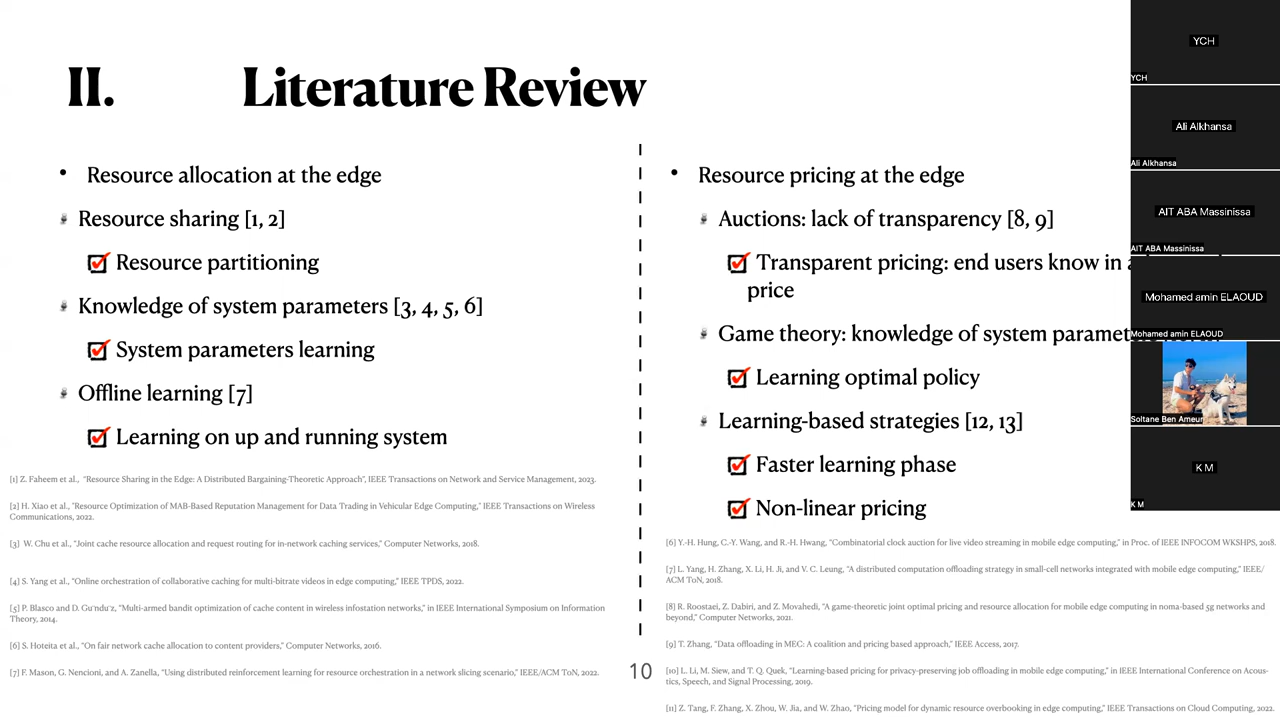 II. Literature Review
• Resource allocation at the edge
Resource sharing [1, 2]
Resource partitioning
Knowledge of system parameters [3, 4, 5, 6]
System parameters learning
Offline learning [7]
Learning on up and running system
[1] Z. Faheem et al., "Resource Sharing in the Edge: A Distributed Bargaining-Theoretic Approach", IEEE Transactions on Network and Service Management, 2023.
[2] H. Xiao et al., "Resource Optimization of MAB-Based Reputation Management for Data Trading in Vehicular Edge Computing," IEEE Transactions on Wireless
Communications, 2022.
[3] W. Chu et al., "Joint cache resource allocation and request routing for in-network caching services," Computer Networks, 2018.
[4] S. Yang et al., "Online orchestration of collaborative caching for multi-bitrate videos in edge computing," IEEE TPDS, 2022.
[5] P. Blasco and D. Gu¨ndu¨z, "Multi-armed bandit optimization of cache content in wireless infostation networks," in IEEE International Symposium on Information
Theory, 2014.
[6] S. Hoteita et al., "On fair network cache allocation to content providers," Computer Networks, 2016.
[7] F. Mason, G. Nencioni, and A. Zanella, "Using distributed reinforcement learning for resource orchestration in a network slicing scenario," IEEE/ACM ToN, 2022.
10
• Resource pricing at the edge
Auctions: lack of transparency [8, 9]
Transparent pricing: end users know in
price
Game theory: knowledge of system paramet
Learning optimal policy
Learning-based strategies [12, 13]
Faster learning phase
Non-linear pricing
[6] Y.-H. Hung, C.-Y. Wang, and R.-H. Hwang, "Combinatorial clock auction for live video streaming in mobile edge computing," in Proc. of IEEE INFOCOM WKSHPS, 2018.
[7] L. Yang, H. Zhang, X. Li, H. Ji, and V. C. Leung, "A distributed computation offloading strategy in small-cell networks integrated with mobile edge computing," IEEE/
ACM ToN, 2018.
[8] R. Roostaei, Z. Dabiri, and Z. Movahedi, "A game-theoretic joint optimal pricing and resource allocation for mobile edge computing in noma-based 5g networks and
beyond," Computer Networks, 2021.
[9] T. Zhang, "Data offloading in MEC: A coalition and pricing based approach," IEEE Access, 2017.
[10] L. Li, M. Siew, and T. Q. Quek, "Learning-based pricing for privacy-preserving job offloading in mobile edge computing," in IEEE International Conference on Acous-
tics, Speech, and Signal Processing, 2019.
[11] Z. Tang, F. Zhang, X. Zhou, W. Jia, and W. Zhao, "Pricing model for dynamic resource overbooking in edge computing," IEEE Transactions on Cloud Computing, 2022.
YCH
YCH
Ali Alkhansa
Ali Alkhansa
AIT ABA Massinissa
AIT ABA Massinissa
Mohamed amin ELAOUD
Mohamed amin ELAOUD
Soltane Ben Ameur
K M
K M